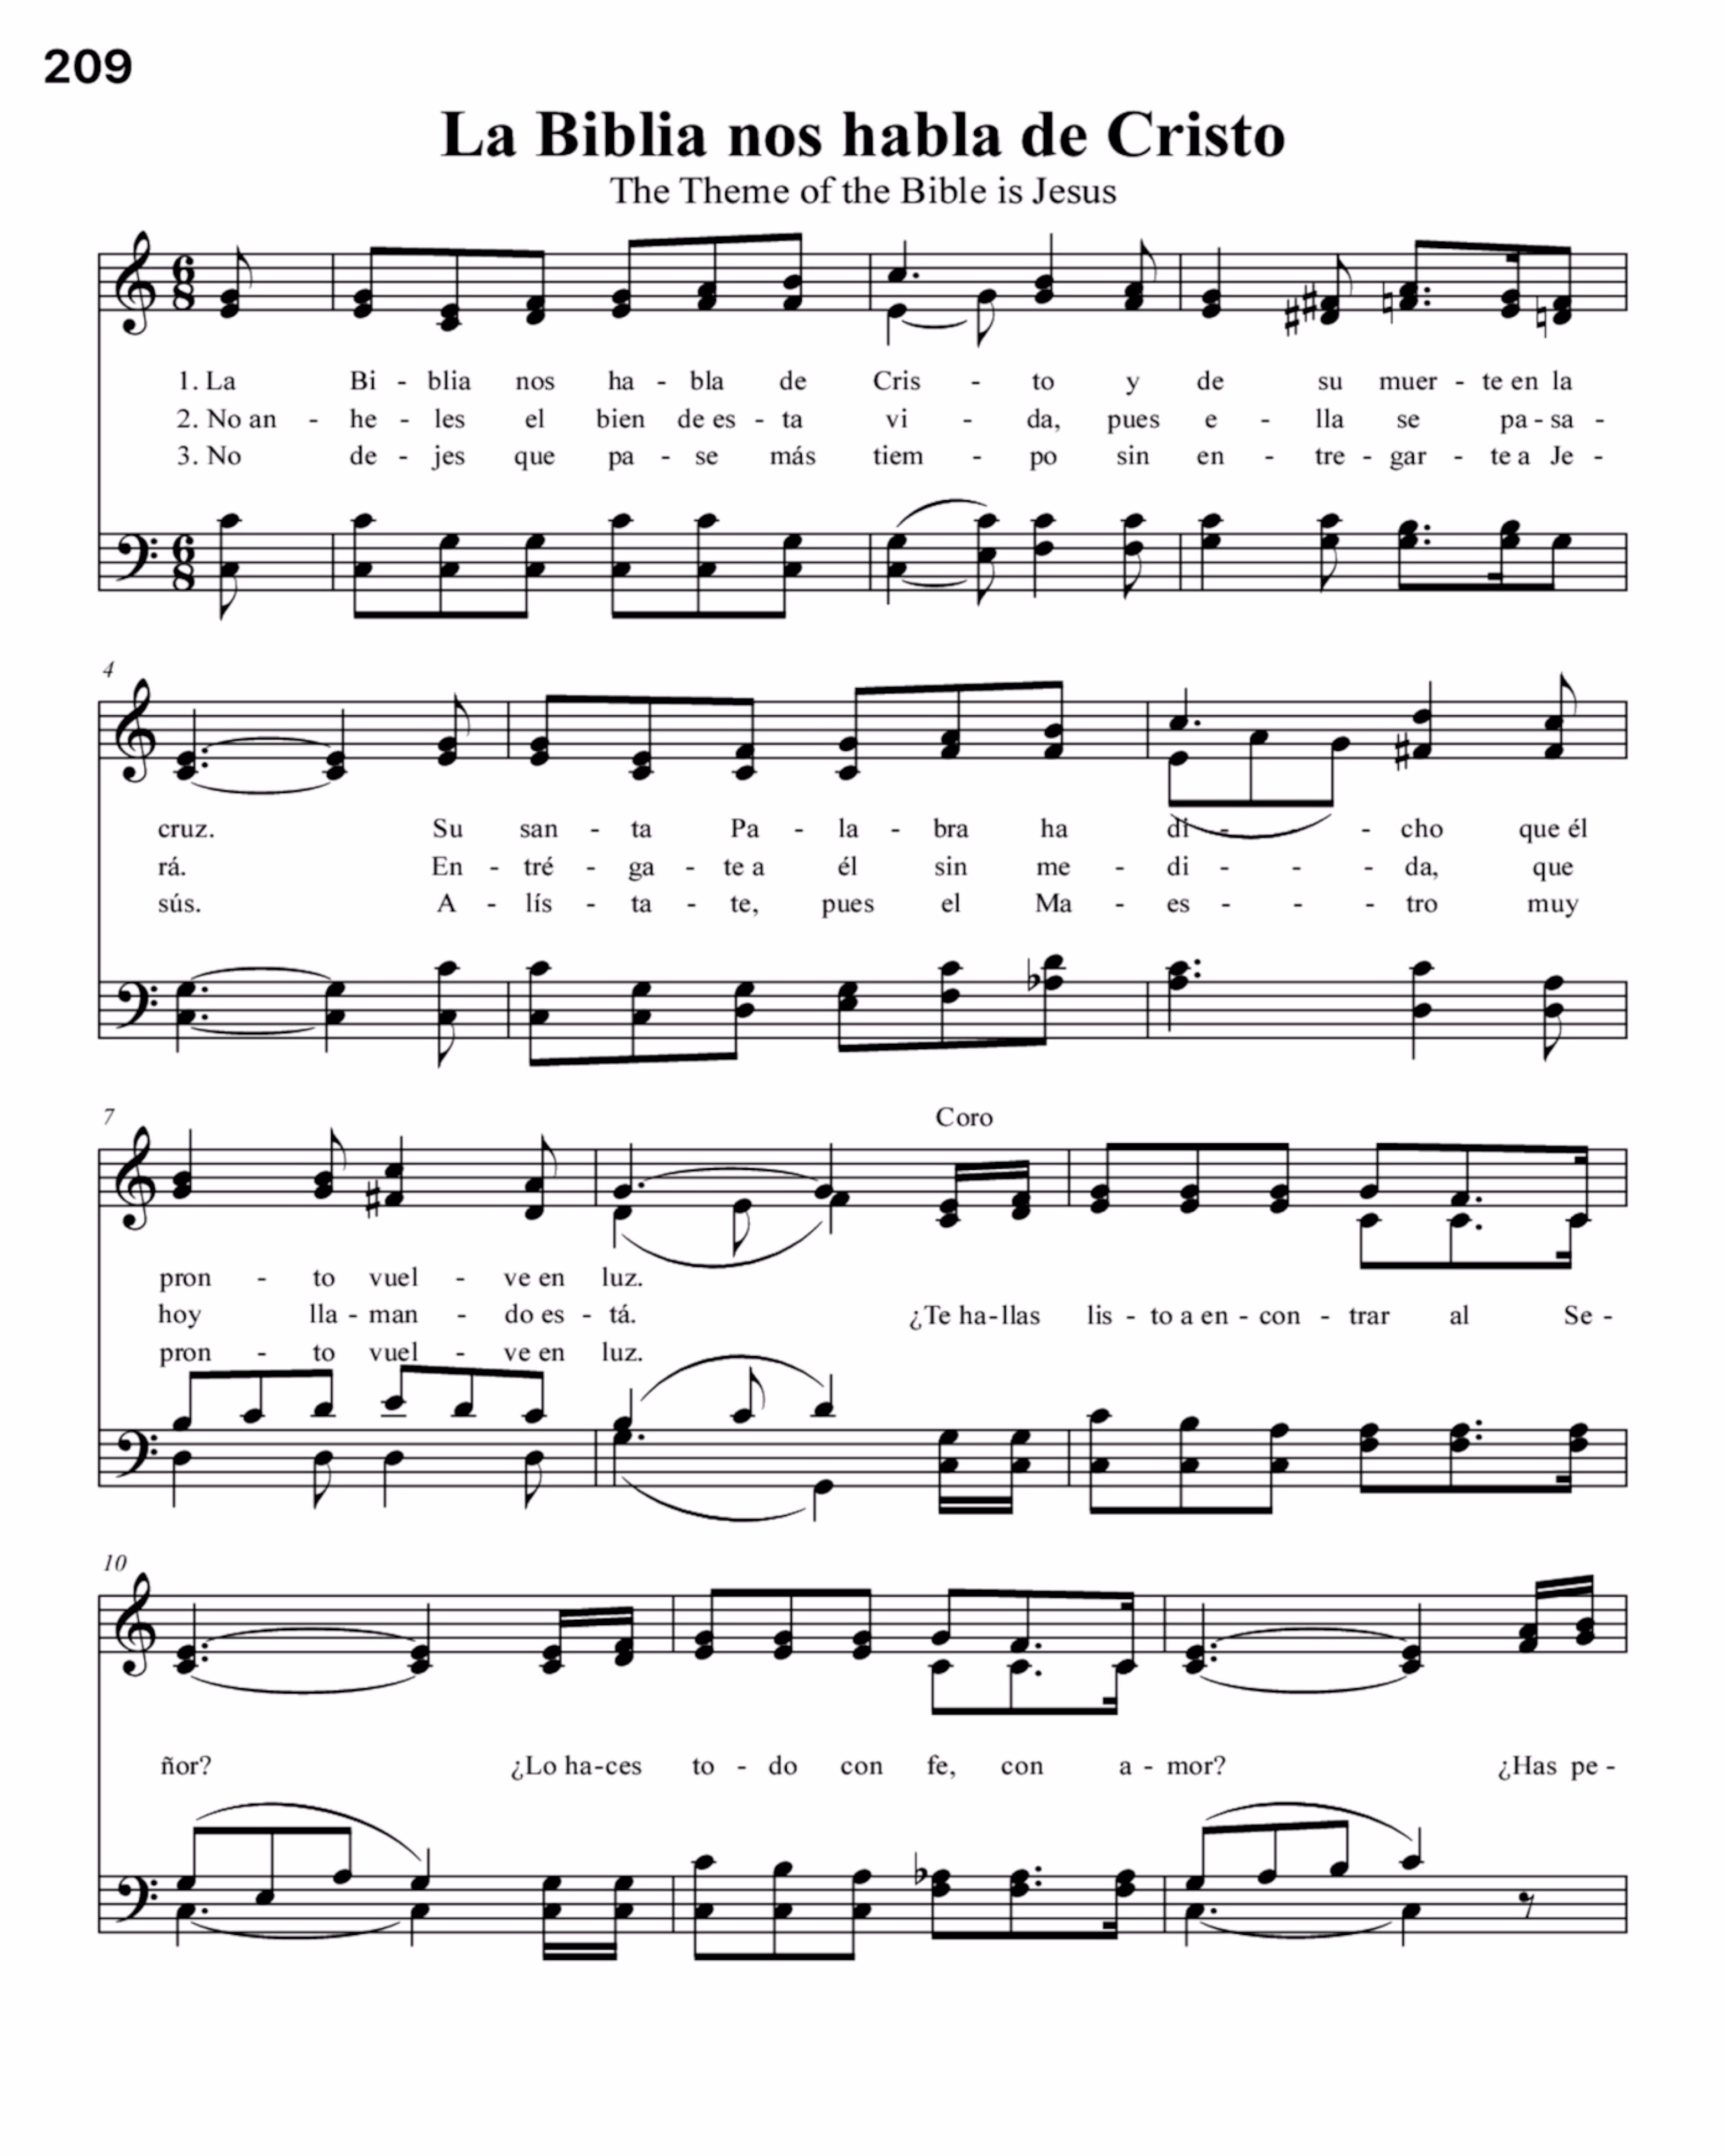 209
La Biblia nos habla de Cristo
The Theme of the Bible is Jesus
6
8
1. La Bi - blia nos ha - bla de Cris - to y de su muer - te en la
2. No an - he - les el bien de es - ta vi - da, pues e - lla se pa - sa -
3. No de - jes que pa - se más tiem - po sin en - tre - gar - te a Je -
6
8
4
cruz. Su san - ta Pa - la - bra ha di - - - cho que él
rá. En - tré - ga - te a él sin me - di - - - da, que
sús. A - lís - ta - te, pues el Ma - es - - - tro muy
7
Coro
pron - to vuel - ve en luz.
hoy lla - man - do es - tá. ¿Te ha-llas lis - to a en - con - trar al Se -
pron - to vuel - ve en luz.
10
ñor? ¿Lo ha-ces to - do con fe, con a - mor? ¿Has pe -